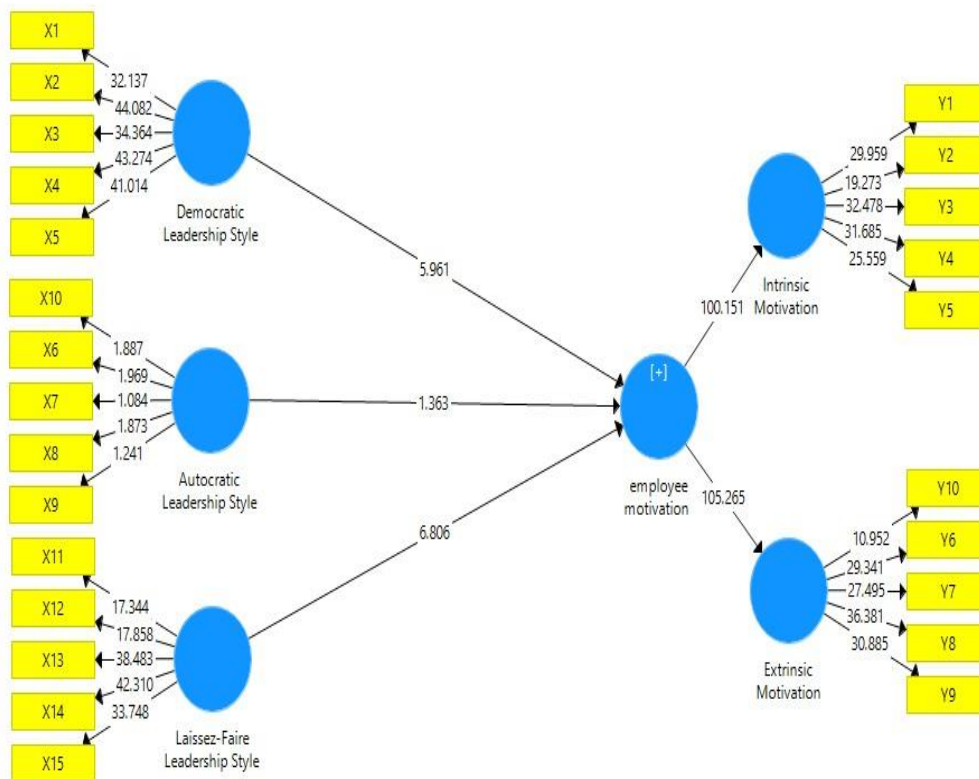 X1
X2
X3
X4
X5
32.137
44.082
34.364
43.274
41.014
Democratic
Leadership Style
5.961
X10
X6
X7
X8
X9
1.887
1.969
1.084
1.873
1.241
Autocratic
Leadership Style
1.363
X11
X12
X13
X14
X15
17.344
17.858
38.483
42.310
33.748
Laissez-Faire
Leadership Style
6.806
[+]
employee
motivation
100.151
105.265
Intrinsic
Motivation
29.959
19.273
32.478
31.685
25.559
Y1
Y2
Y3
Y4
Y5
Extrinsic
Motivation
10.952
29.341
27.495
36.381
30.885
Y10
Y6
Y7
Y8
Y9